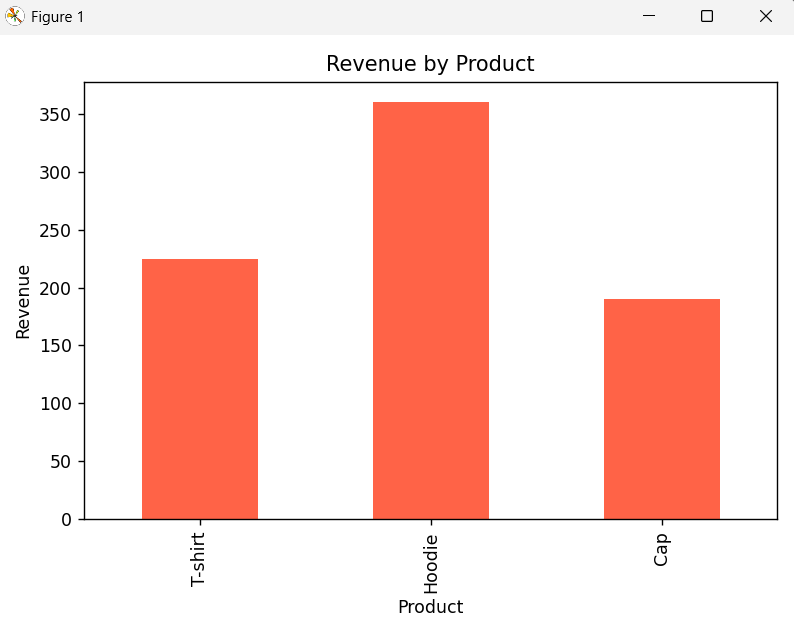 Figure 1
Revenue by Product
350
300
250
200
150
100
50
0
Revenue
T-shirt
Hoodie
Cap
Product